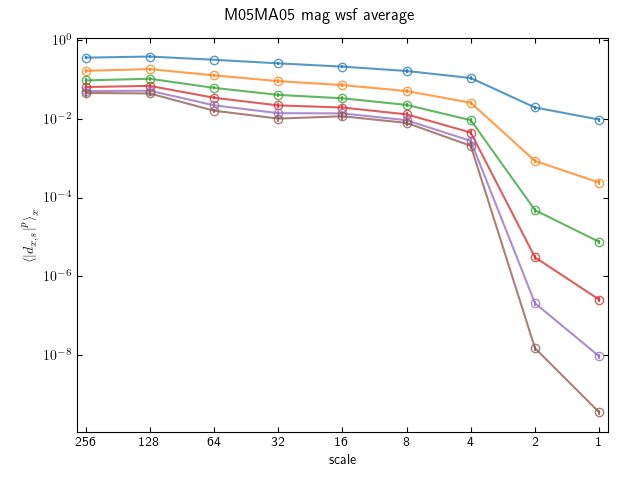 M05MA05 mag wsf average
⟨|d_{x,s}|^p⟩_x
10^0
10^{-2}
10^{-4}
10^{-6}
10^{-8}
256 128 64 32 16 8 4 2 1
scale